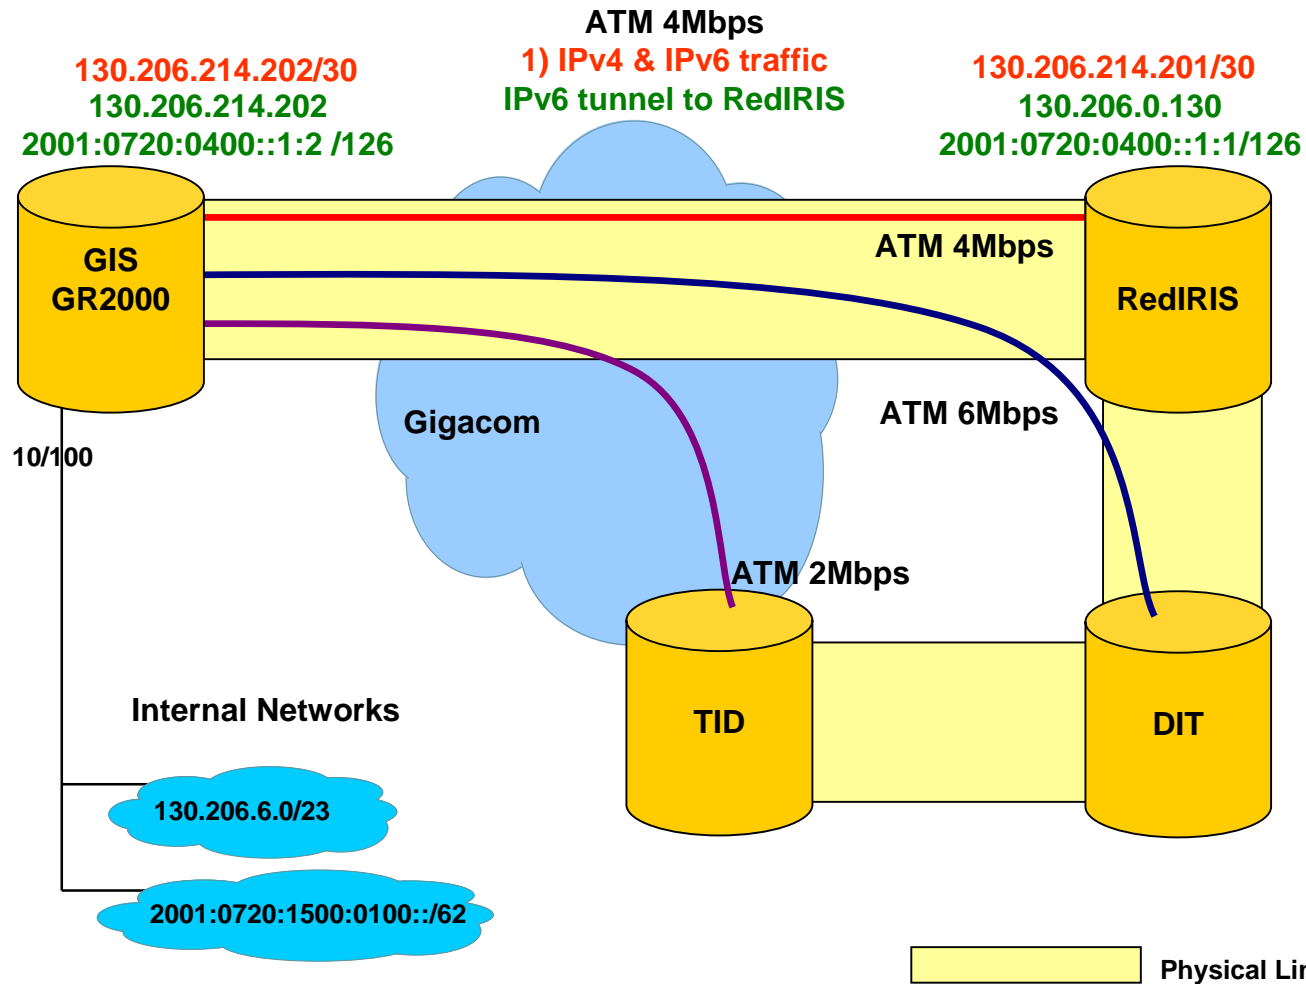 ATM 4Mbps
1) IPv4 & IPv6 traffic
IPv6 tunnel to RedIRIS
130.206.214.202/30
130.206.214.202
2001:0720:0400::1:2 /126
130.206.214.201/30
130.206.0.130
2001:0720:0400::1:1/126
GIS
GR2000
ATM 4Mbps
RedIRIS
Gigacom
ATM 6Mbps
10/100
ATM 2Mbps
TID
DIT
Internal Networks
130.206.6.0/23
2001:0720:1500:0100::/62
Physical